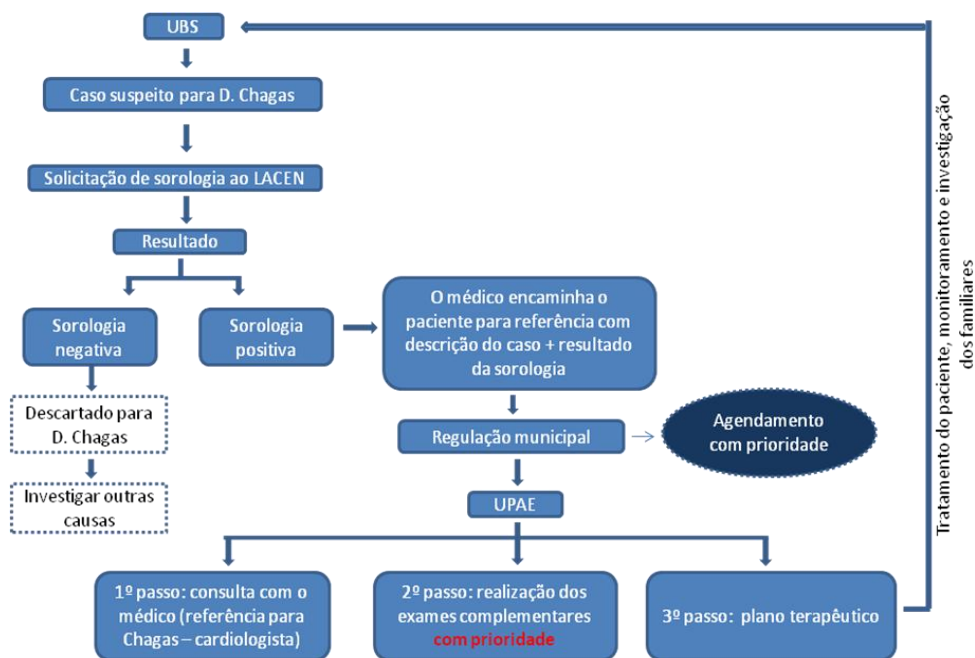 UBS
Caso suspeito para D. Chagas
Solicitação de sorologia ao LACEN
Resultado
Sorologia
negativa
Sorologia
positiva
O médico encaminha o
paciente para referência com
descrição do caso + resultado
da sorologia
Descartado para
D. Chagas
Investigar outras
causas
Regulação municipal
Agendamento
com prioridade
UPAE
1º passo: consulta com o
médico (referência para
Chagas – cardiologista)
2º passo: realização dos
exames complementares
com prioridade
3º passo: plano terapêutico
Tratamento do paciente, monitoramento e investigação
dos familiares